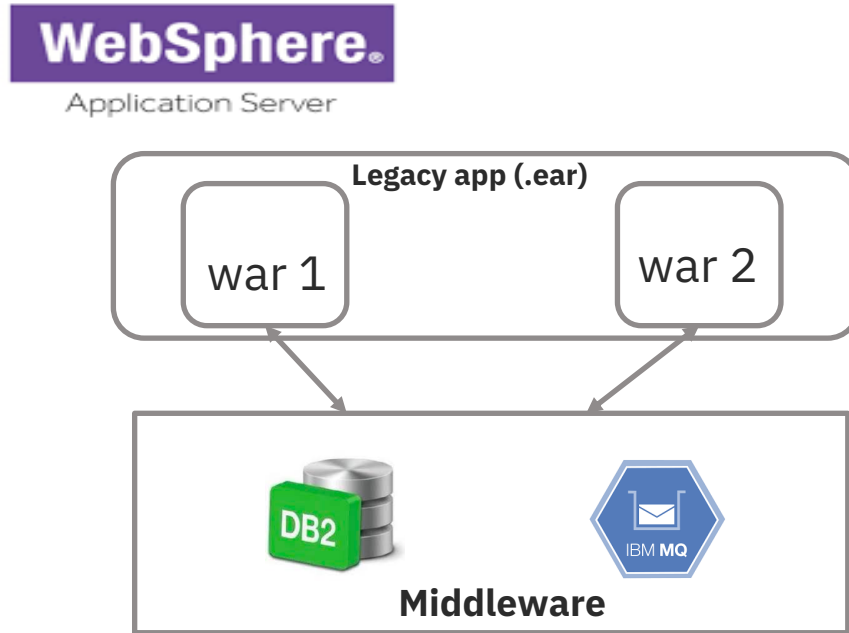 WebSphere®
Application Server
Legacy app (.ear)
war 1
war 2
DB2
IBM MQ
Middleware